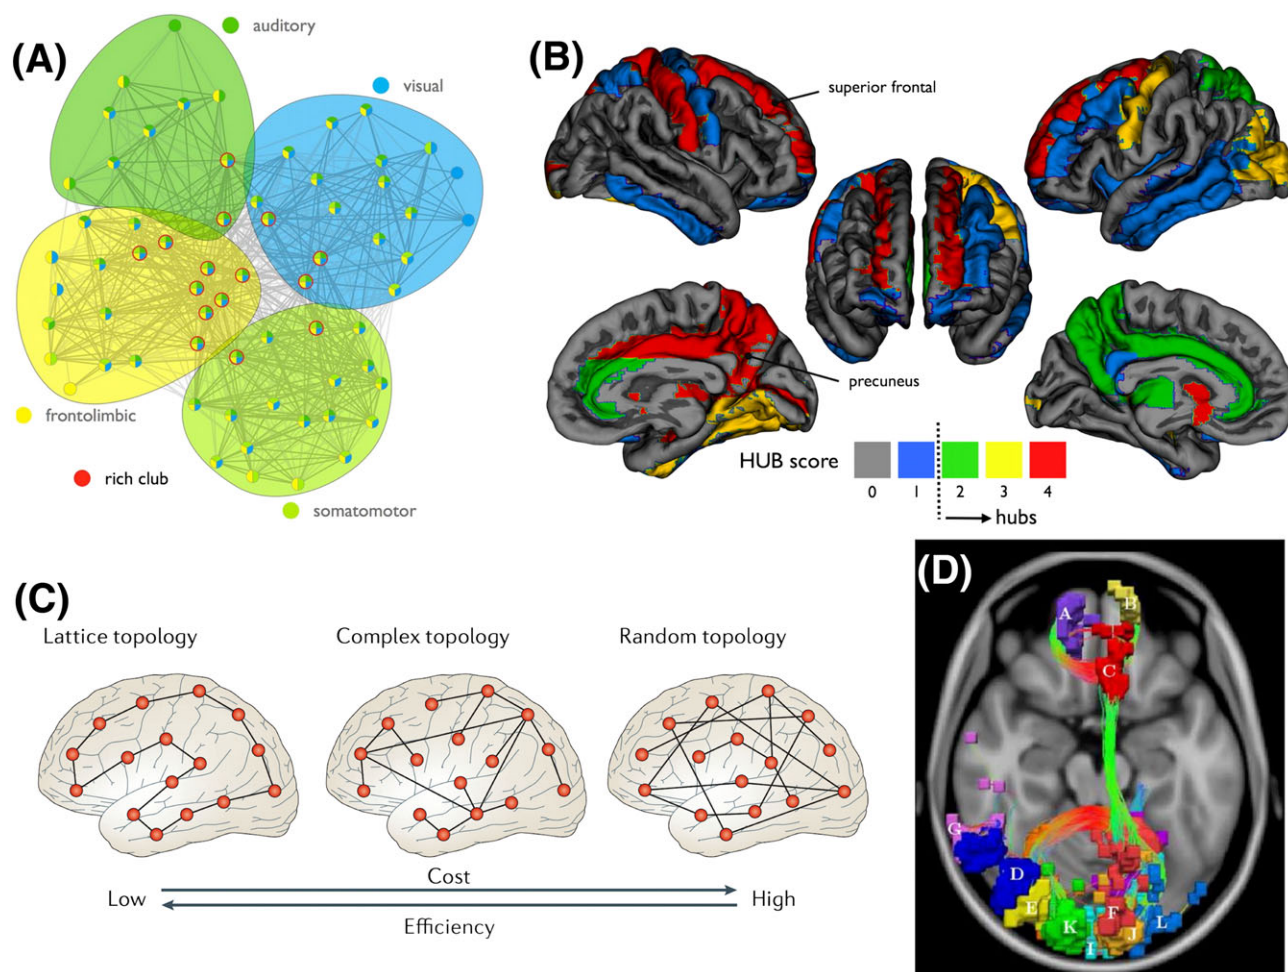 (A)
auditory
visual
frontolimbic
rich club
somatomotor
(B)
superior frontal
precuneus
HUB score
0 1 2 3 4
hubs
(C)
Lattice topology Complex topology Random topology
Cost
Low High
Efficiency
(D)
A
B
C
G
D
E
F
L
K
J
I